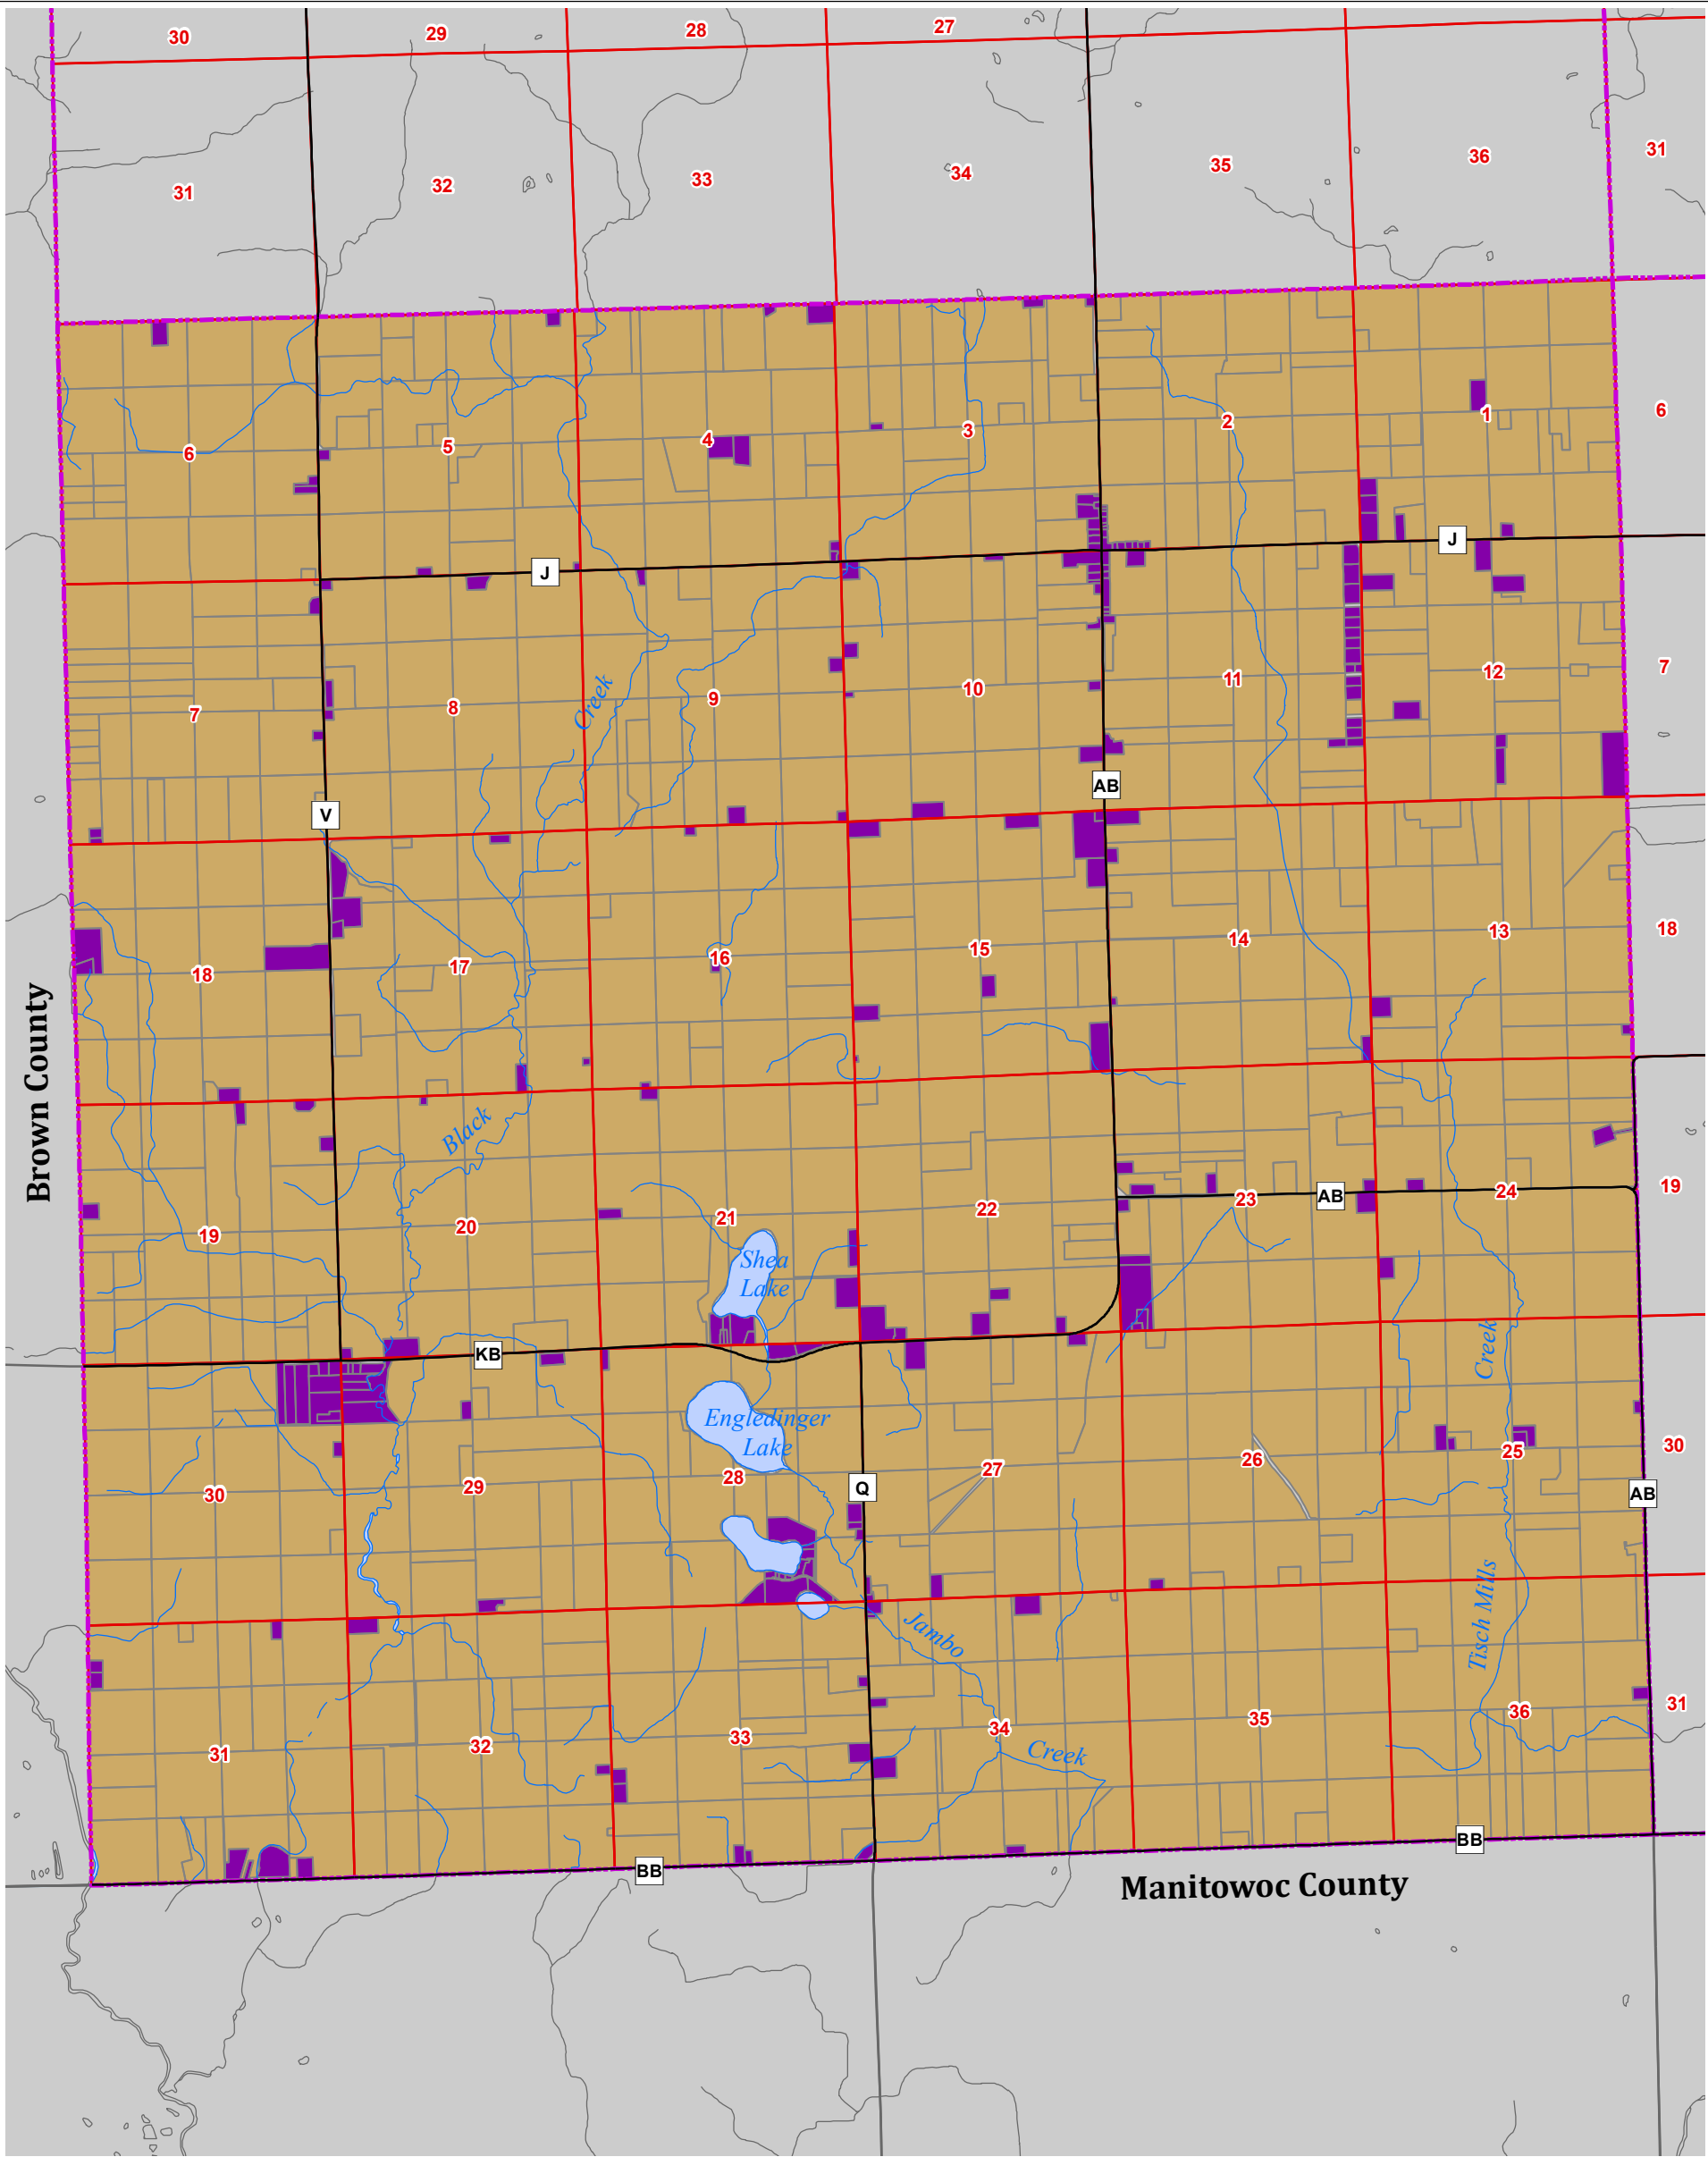 30
29
28
27
31
32
33
34
35
36
31
6
5
4
3
2
1
6
J
J
7
8
9
10
11
12
7
Creek
V
AB
18
17
16
15
14
13
18
Brown County
Black
19
20
21
22
23
AB
24
19
Shea
Lake
KB
Creek
Engledinger
Lake
30
29
28
Q
27
26
25
30
AB
Jambo
Tisch Mills
31
32
33
34
35
36
31
Creek
BB
BB
Manitowoc County